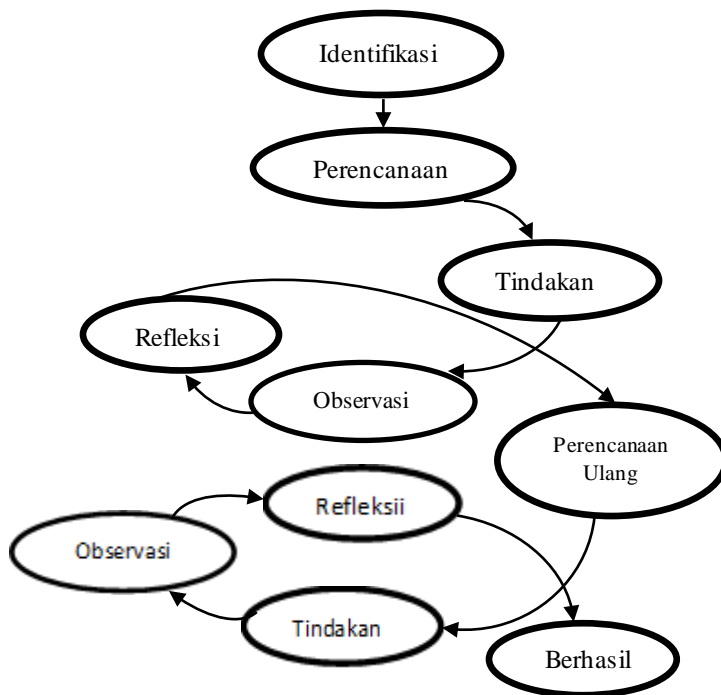 Identifikasi
Perencanaan
Tindakan
Refleksi
Observasi
Perencanaan
Ulang
Refleksii
Observasi
Tindakan
Berhasil